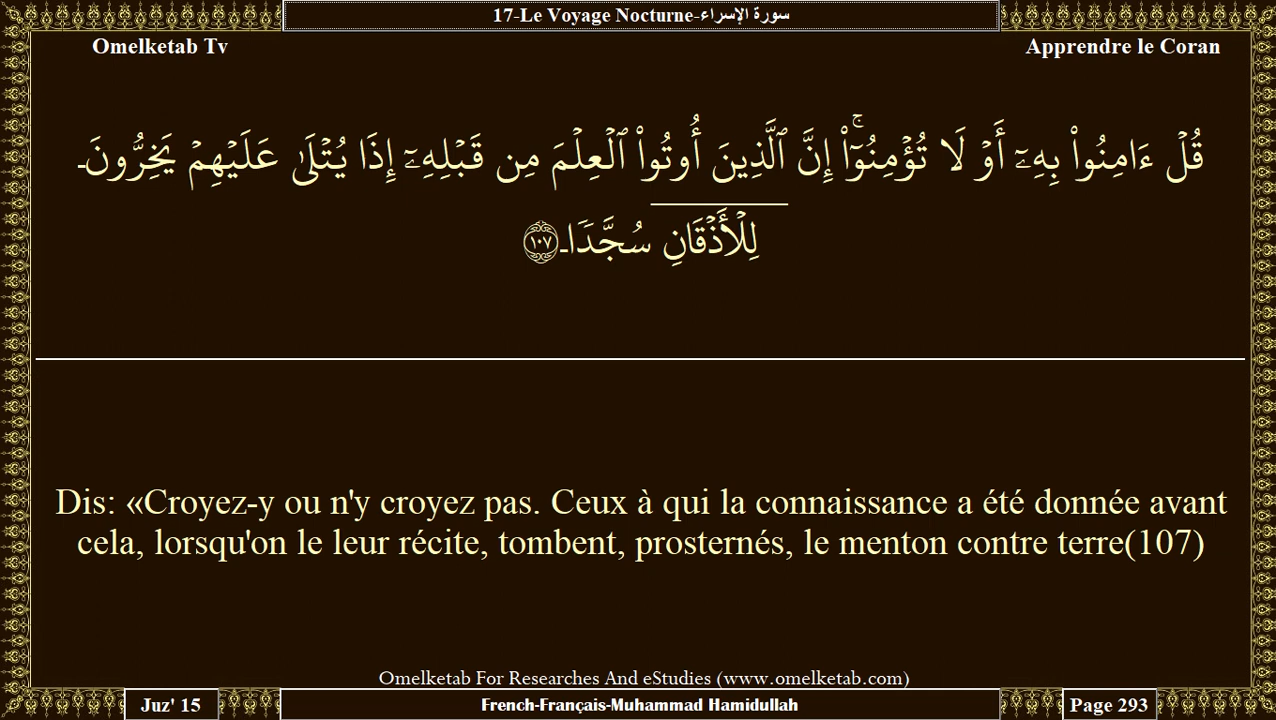 17-Le Voyage Nocturne-سورة الإسراء
Omelketab Tv
Apprendre le Coran
قُلۡ ءَامِنُواْ بِهِۦٓ أَوۡ لَا تُؤۡمِنُوٓاْۚ إِنَّ ٱلَّذِينَ أُوتُواْ ٱلۡعِلۡمَ مِن قَبۡلِهِۦٓ إِذَا يُتۡلَىٰ عَلَيۡهِمۡ يَخِرُّونَۤ
لِلۡأَذۡقَانِ سُجَّدٗاۤ ١٠٧
Dis: «Croyez-y ou n'y croyez pas. Ceux à qui la connaissance a été donnée avant
cela, lorsqu'on le leur récite, tombent, prosternés, le menton contre terre(107)
Omelketab For Researches And eStudies (www.omelketab.com)
Juz' 15
French-Français-Muhammad Hamidullah
Page 293